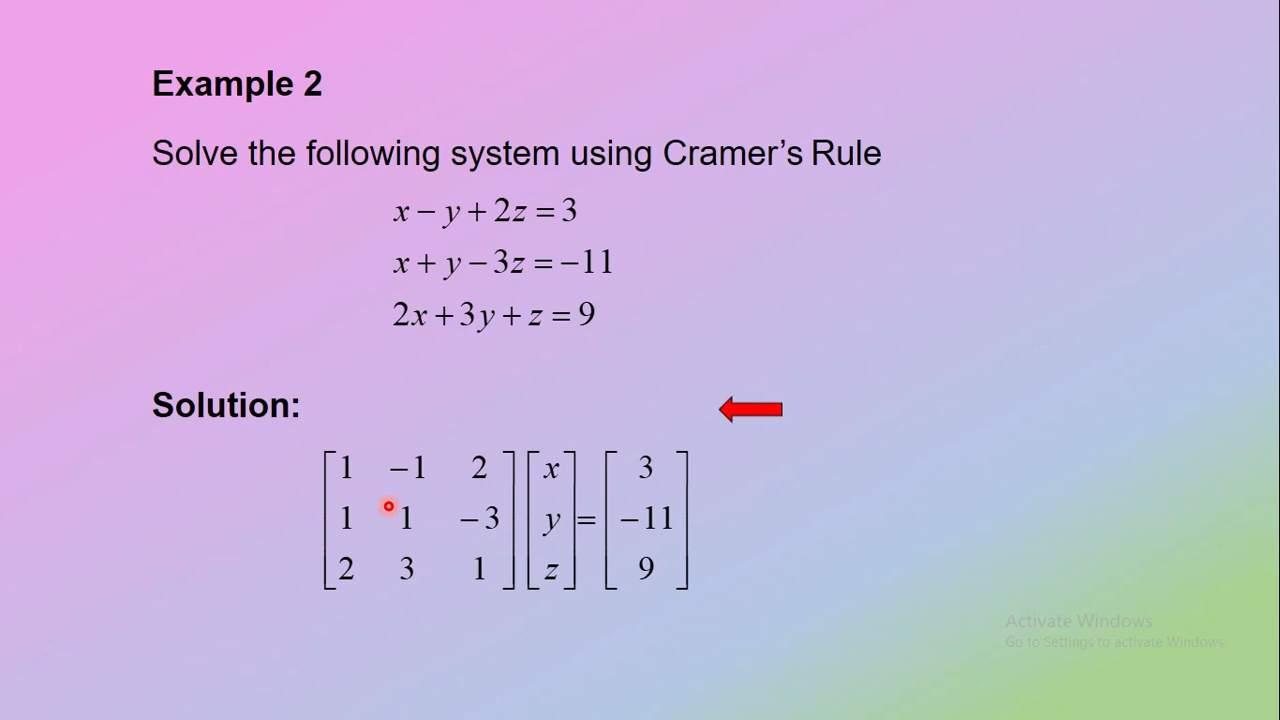 Example 2
Solve the following system using Cramer's Rule
x − y + 2z = 3
x + y − 3z = −11
2x + 3y + z = 9
Solution:
[1 −1 2] [x] [3]
[1 1 −3] [y] = [−11]
[2 3 1] [z] [9]
Activate Windows
Go to Settings to activate Windows.